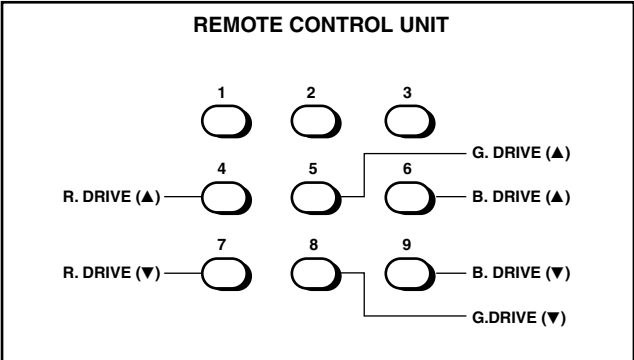 REMOTE CONTROL UNIT
1 2 3
G. DRIVE (▲)
4 5 6
R. DRIVE (▲) B. DRIVE (▲)
7 8 9
R. DRIVE (▼) B. DRIVE (▼)
G.DRIVE (▼)